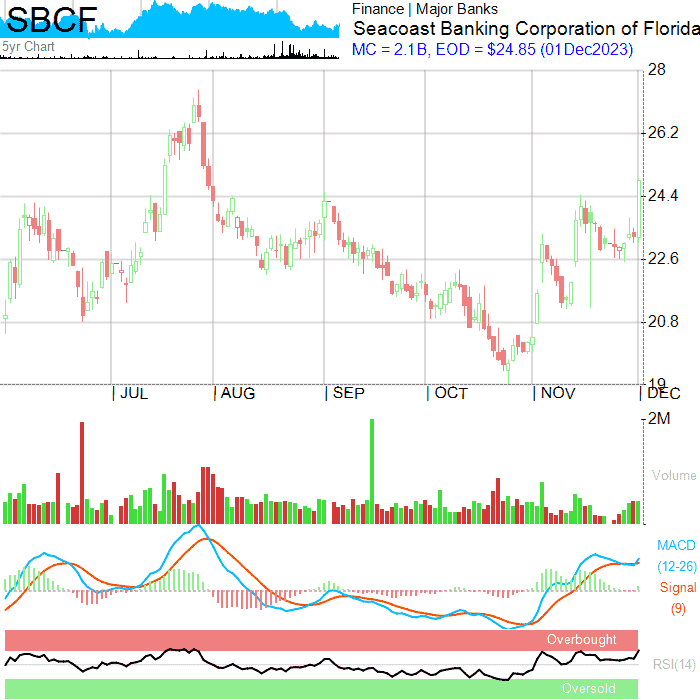 SBCF
5yr Chart
Finance | Major Banks
Seacoast Banking Corporation of Florida
MC = 2.1B, EOD = $24.85 (01Dec2023)
28
26.2
24.4
22.6
20.8
19
| JUL | AUG | SEP | OCT | NOV | DEC
2M
Volume
MACD
(12-26)
Signal
(9)
Overbought
RSI(14)
Oversold